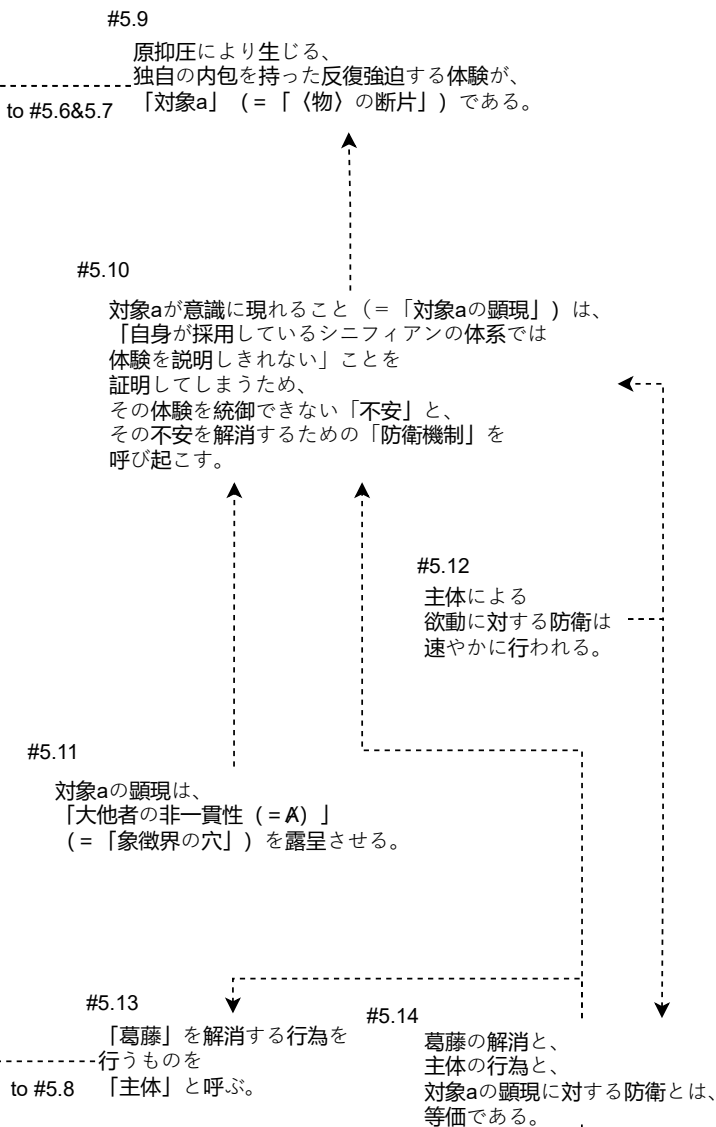 #5.9
原抑圧により生じる、
独自の内包を持った反復強迫する体験が、
「対象a」（=「〈物〉の断片」）である。
to #5.6&5.7
#5.10
対象aが意識に現れること（=「対象aの顕現」）は、
「自身が採用しているシニフィアンの体系では
体験を説明しきれない」ことを
証明してしまうため、
その体験を統御できない「不安」と、
その不安を解消するための「防衛機制」を
呼び起こす。
#5.12
主体による
欲動に対する防衛は
速やかに行われる。
#5.11
対象aの顕現は、
「大他者の非一貫性（=A̸）」
（=「象徴界の穴」）を露呈させる。
#5.13
「葛藤」を解消する行為を
行うものを
「主体」と呼ぶ。
to #5.8
#5.14
葛藤の解消と、
主体の行為と、
対象aの顕現に対する防衛とは、
等価である。